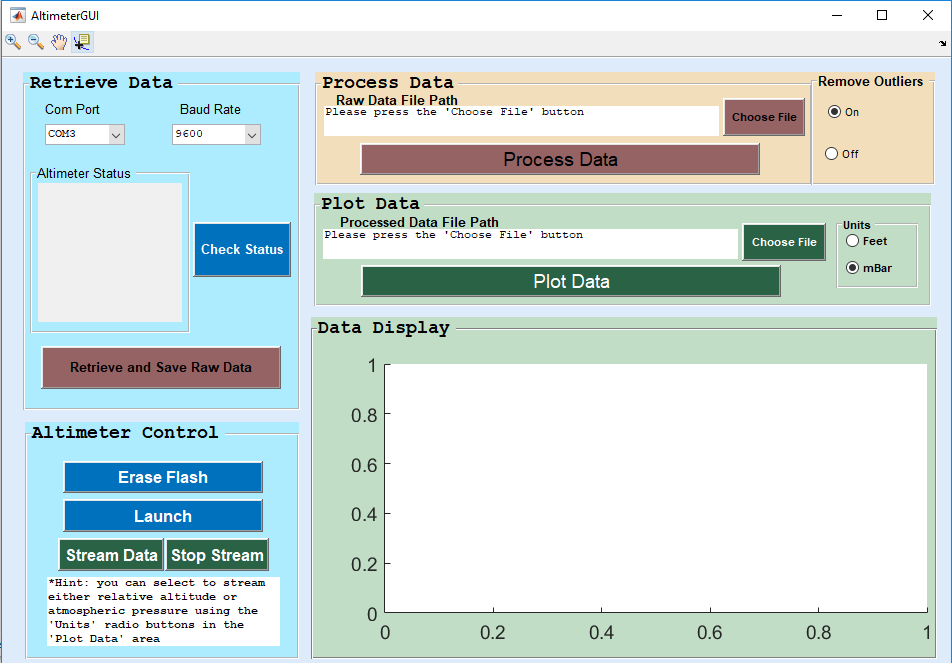 AltimeterGUI
Retrieve Data
Com Port
Baud Rate
COM3
9600
Altimeter Status
Check Status
Retrieve and Save Raw Data
Altimeter Control
Erase Flash
Launch
Stream Data
Stop Stream
*Hint: you can select to stream
either relative altitude or
atmospheric pressure using the
'Units' radio buttons in the
'Plot Data' area
Process Data
Raw Data File Path
Please press the 'Choose File' button
Choose File
Process Data
Remove Outliers
On
Off
Plot Data
Processed Data File Path
Please press the 'Choose File' button
Choose File
Plot Data
Units
Feet
mBar
Data Display
1
0.8
0.6
0.4
0.2
0
0 0.2 0.4 0.6 0.8 1